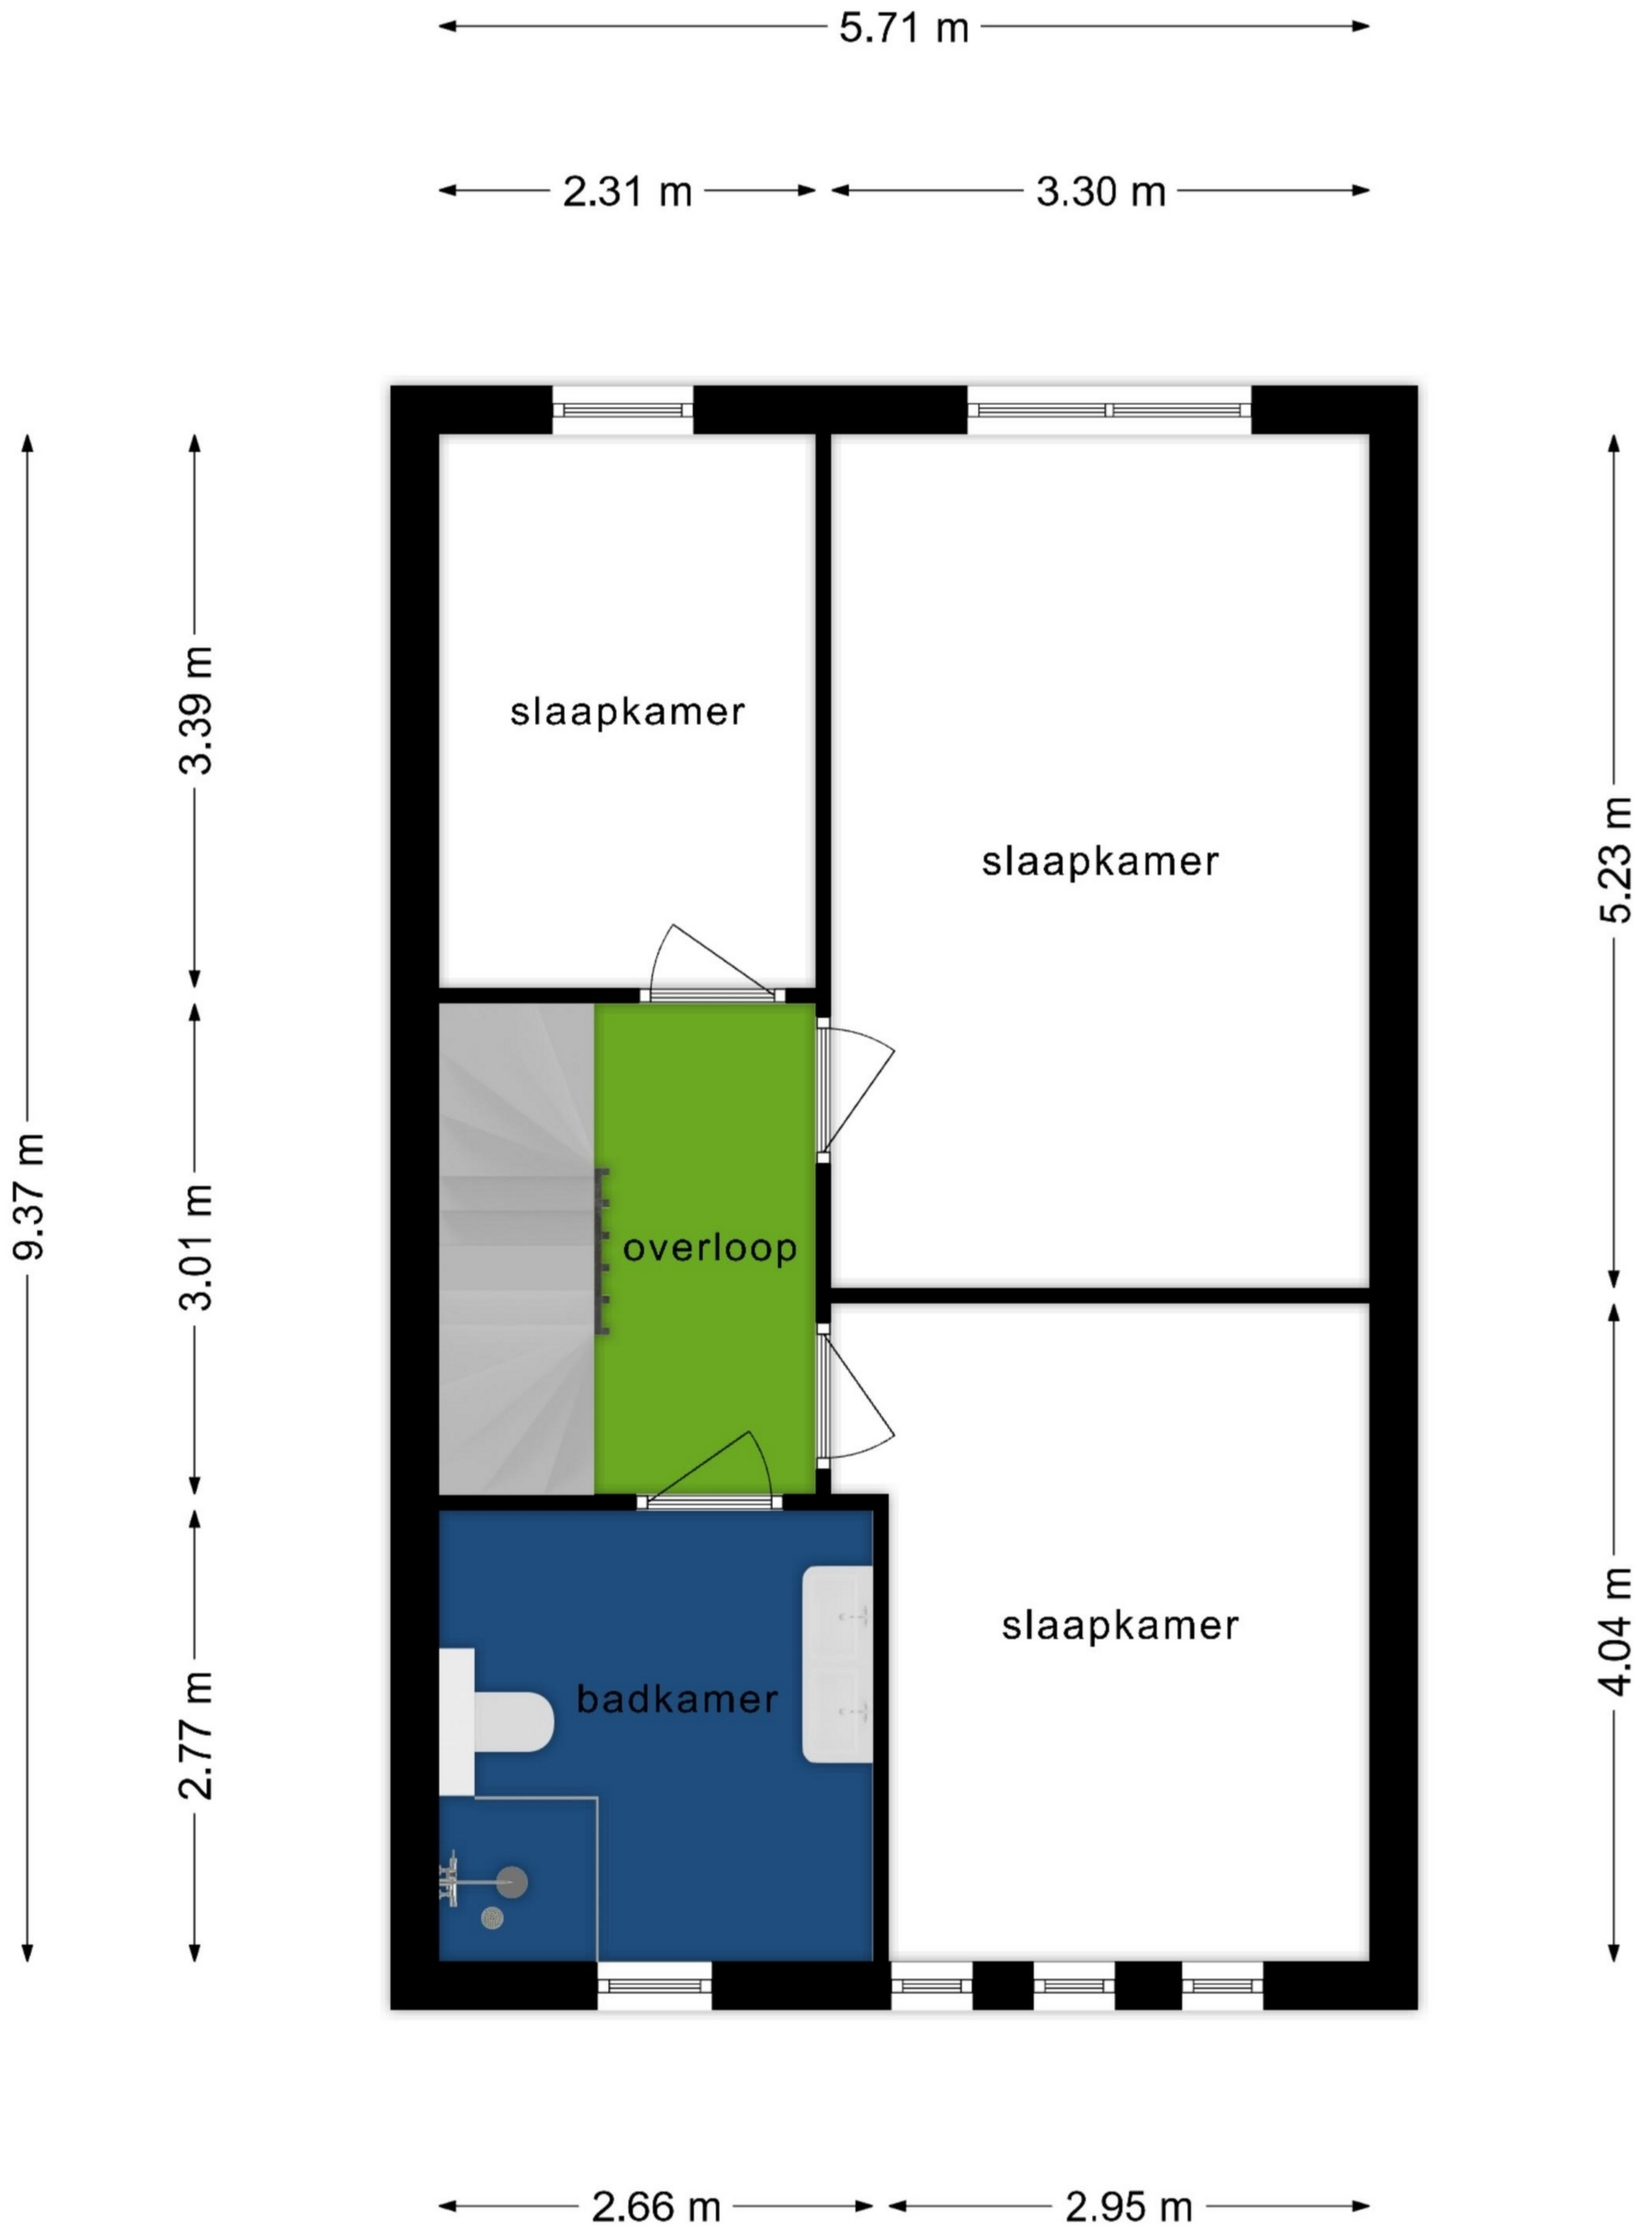 5.71 m
2.31 m
3.30 m
3.39 m
slaapkamer
slaapkamer
5.23 m
9.37 m
3.01 m
overloop
slaapkamer
4.04 m
badkamer
2.77 m
2.66 m
2.95 m